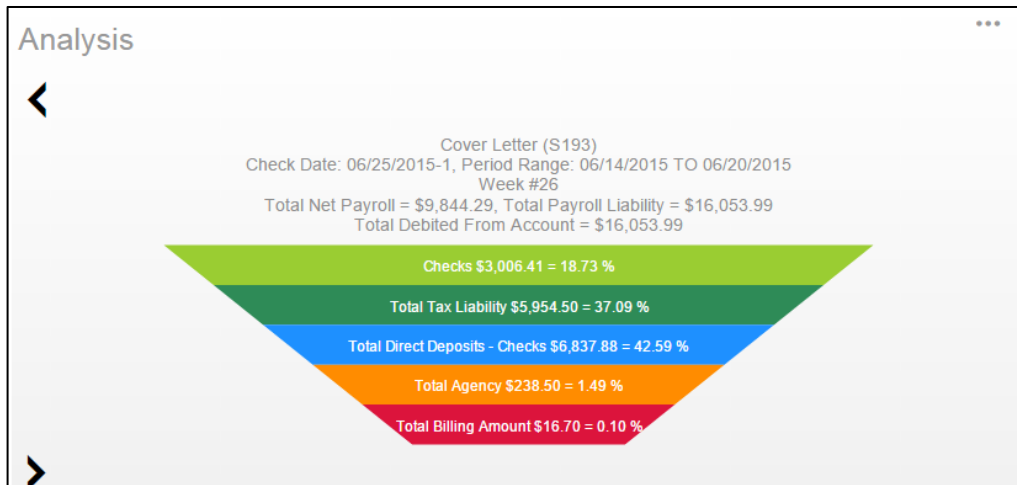 Analysis
Cover Letter (S193)
Check Date: 06/25/2015-1, Period Range: 06/14/2015 TO 06/20/2015
Week #26
Total Net Payroll = $9,844.29, Total Payroll Liability = $16,053.99
Total Debited From Account = $16,053.99
Checks $3,006.41 = 18.73 %
Total Tax Liability $5,954.50 = 37.09 %
Total Direct Deposits - Checks $6,837.88 = 42.59 %
Total Agency $238.50 = 1.49 %
Total Billing Amount $16.70 = 0.10 %